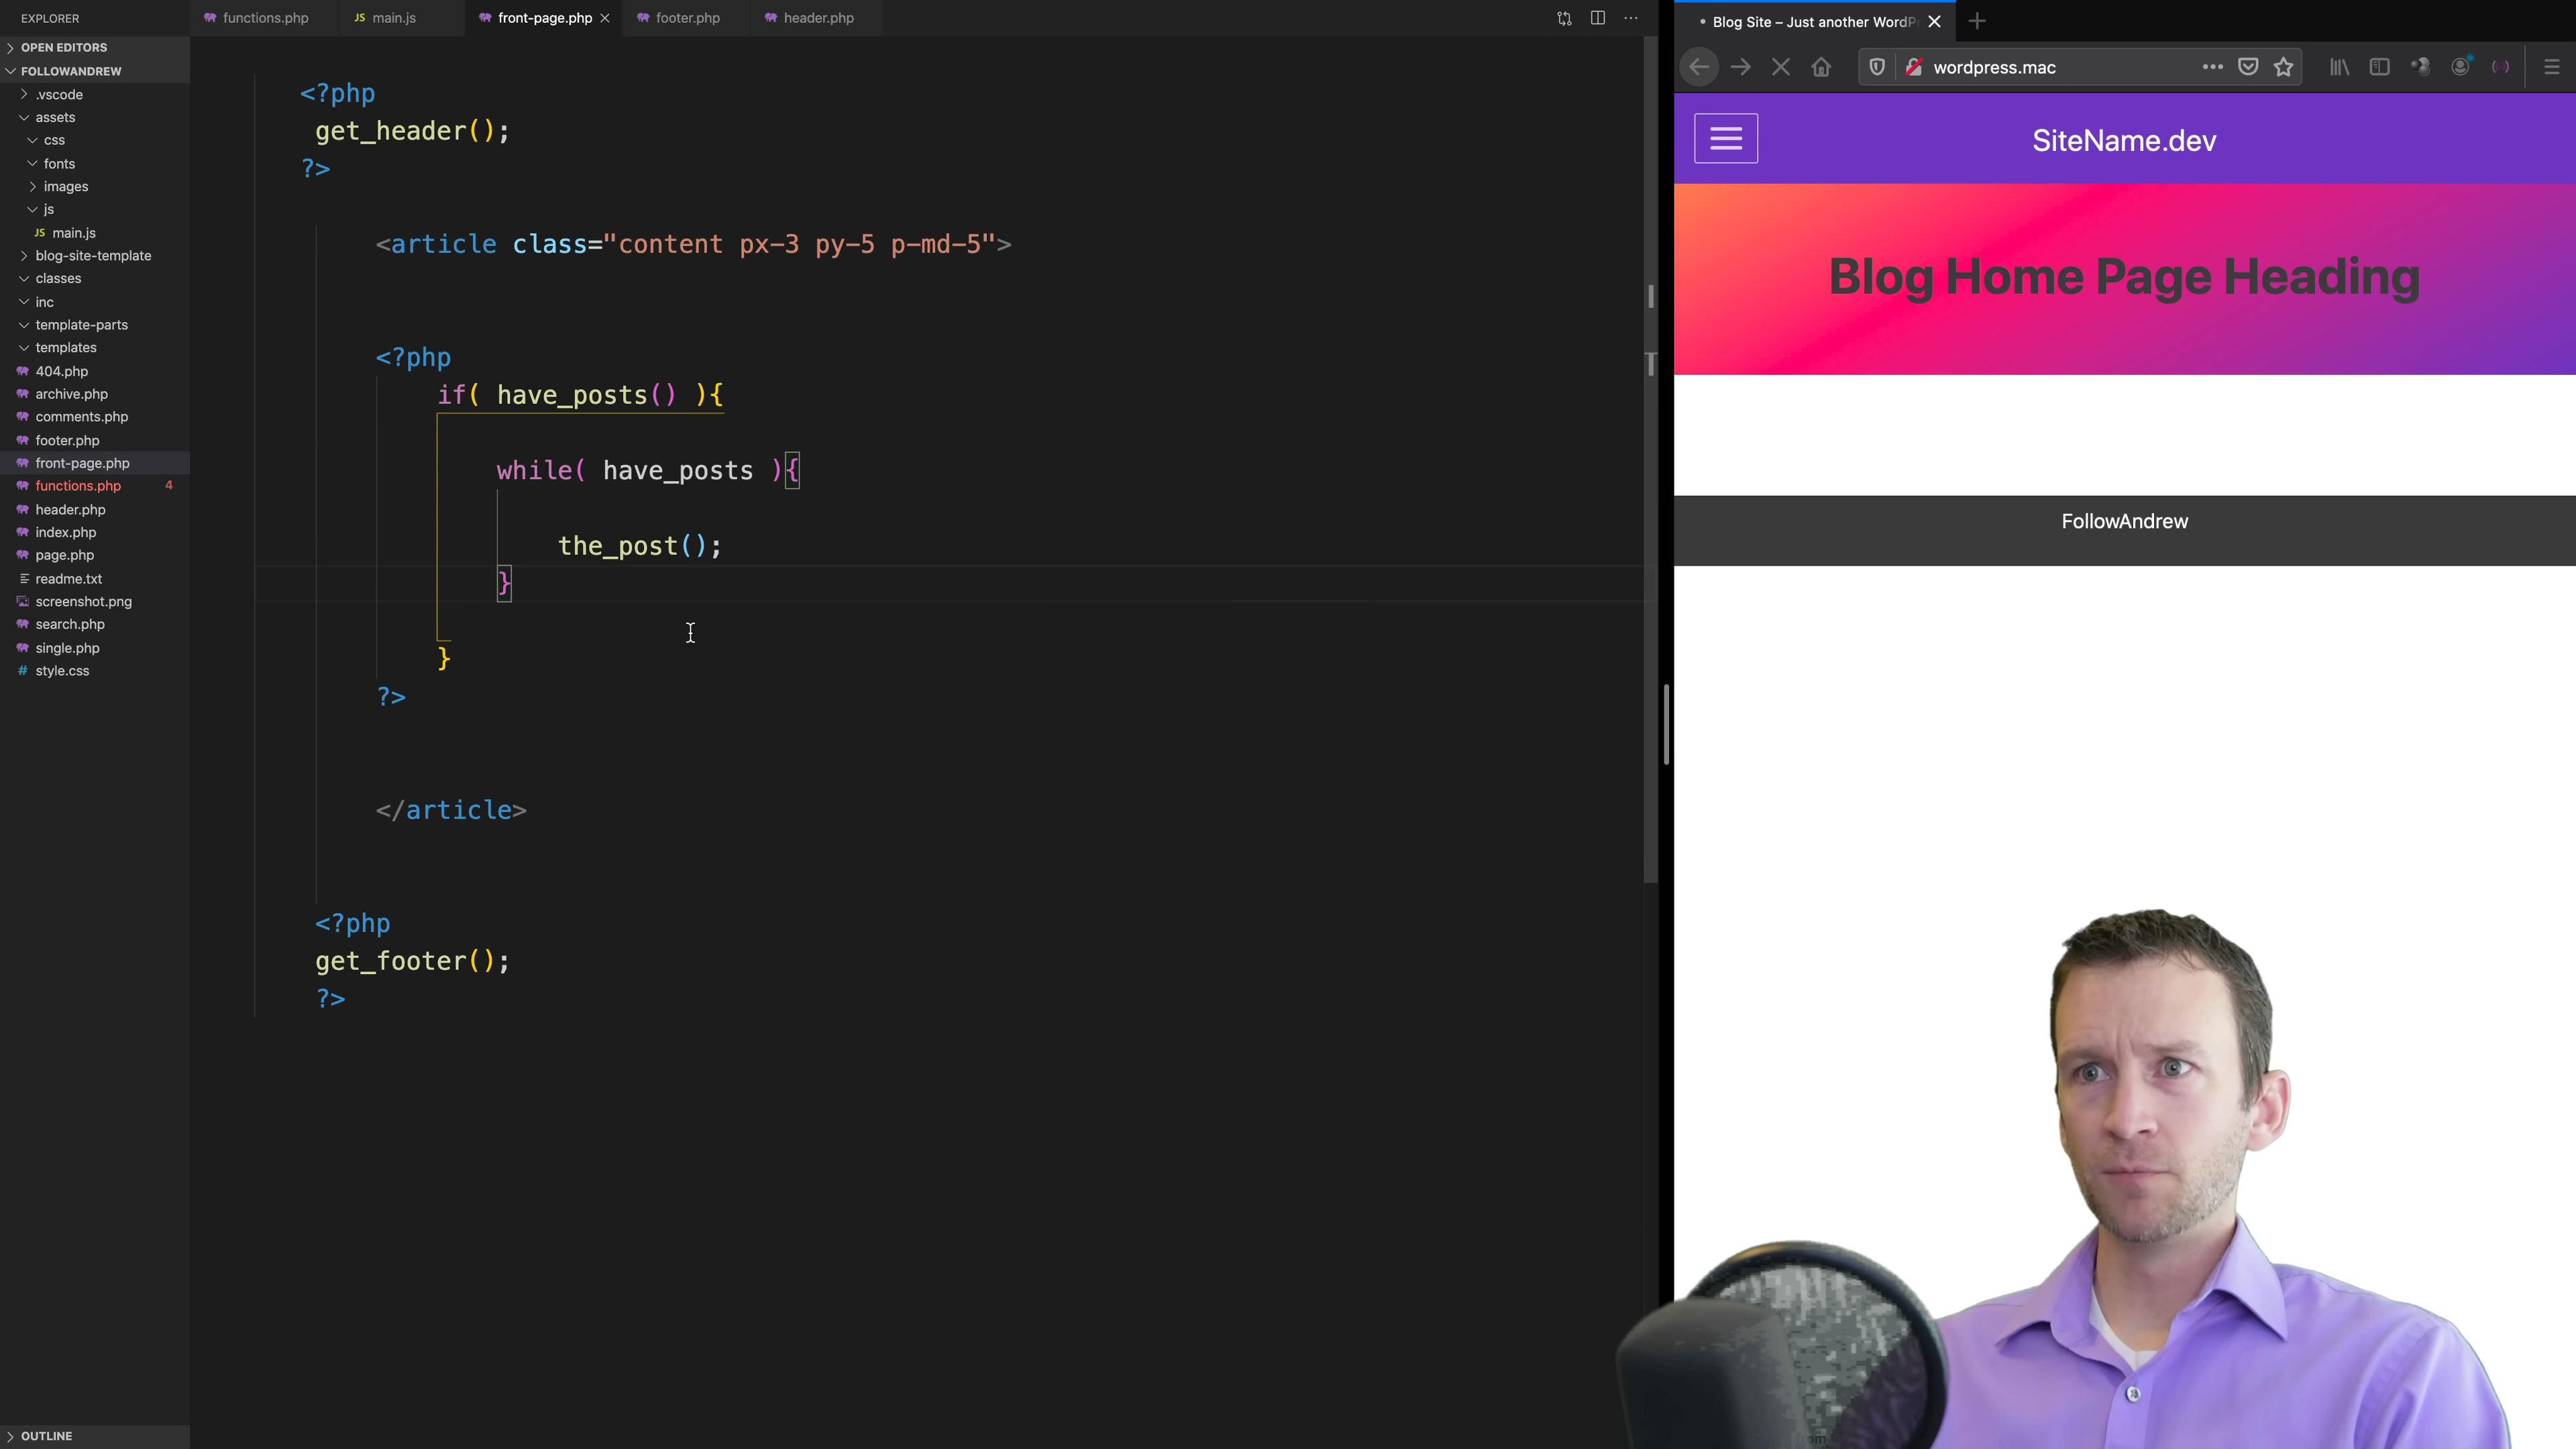 EXPLORER
OPEN EDITORS
FOLLOWANDREW
.vscode
assets
css
fonts
images
js
JS main.js
blog-site-template
classes
inc
template-parts
templates
404.php
archive.php
comments.php
footer.php
front-page.php
functions.php 4
header.php
index.php
page.php
readme.txt
screenshot.png
search.php
single.php
# style.css
OUTLINE
functions.php JS main.js front-page.php footer.php header.php
<?php
get_header();
?>
<article class="content px-3 py-5 p-md-5">
<?php
if( have_posts() ){
while( have_posts ){
the_post();
}
}
?>
</article>
<?php
get_footer();
?>
Blog Site – Just another WordP
wordpress.mac
SiteName.dev
Blog Home Page Heading
FollowAndrew